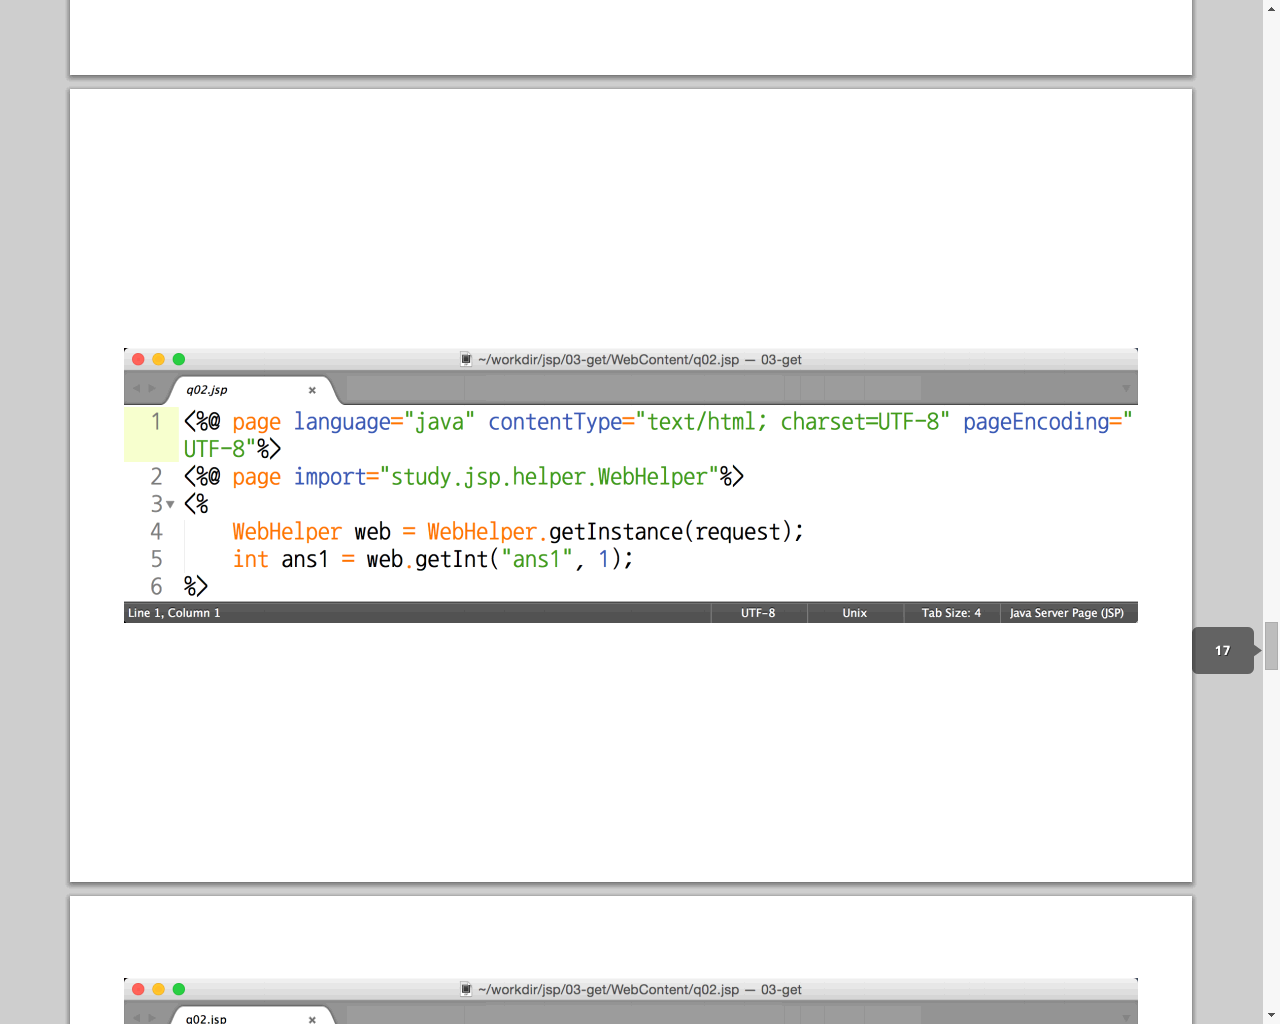 ~/workdir/jsp/03-get/WebContent/q02.jsp — 03-get
q02.jsp ×
1 <%@ page language="java" contentType="text/html; charset=UTF-8" pageEncoding="
UTF-8"%>
2 <%@ page import="study.jsp.helper.WebHelper"%>
3 <%
4 WebHelper web = WebHelper.getInstance(request);
5 int ans1 = web.getInt("ans1", 1);
6 %>
Line 1, Column 1 UTF-8 Unix Tab Size: 4 Java Server Page (JSP)
17
~/workdir/jsp/03-get/WebContent/q02.jsp — 03-get
q02.jsp ×